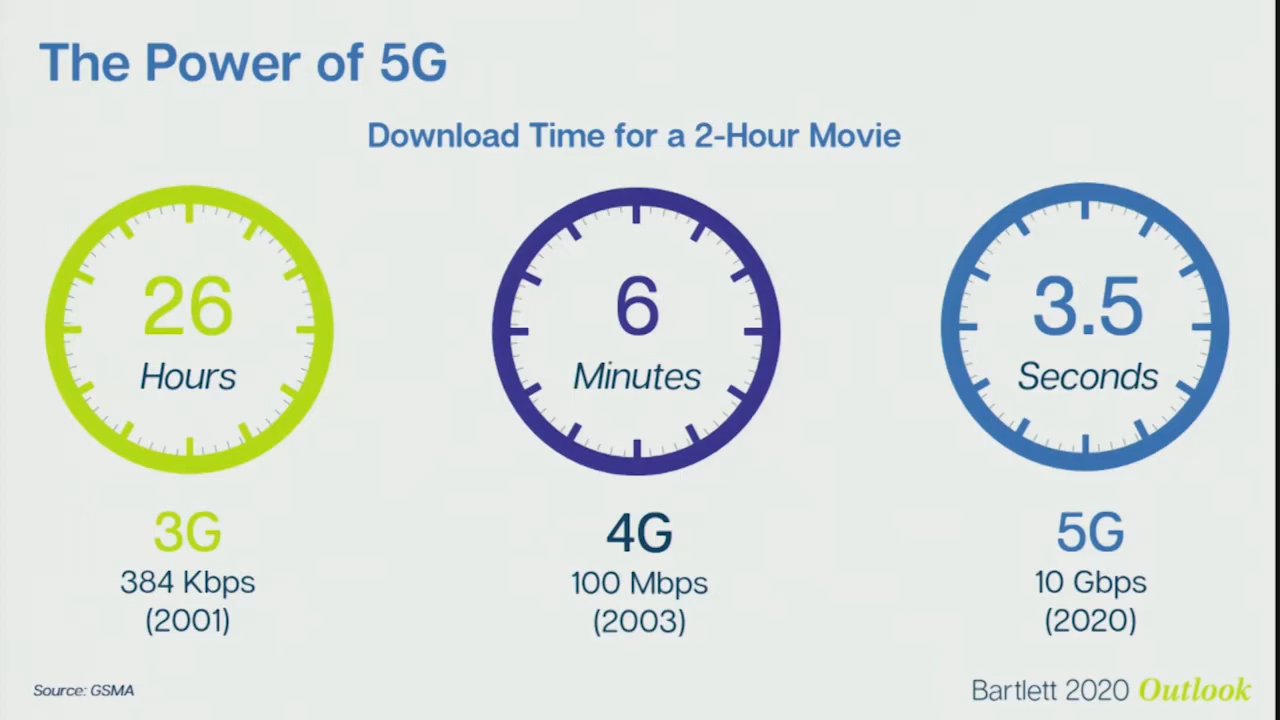 The Power of 5G
Download Time for a 2-Hour Movie
26
Hours
6
Minutes
3.5
Seconds
3G
384 Kbps
(2001)
4G
100 Mbps
(2003)
5G
10 Gbps
(2020)
Source: GSMA
Bartlett 2020 Outlook